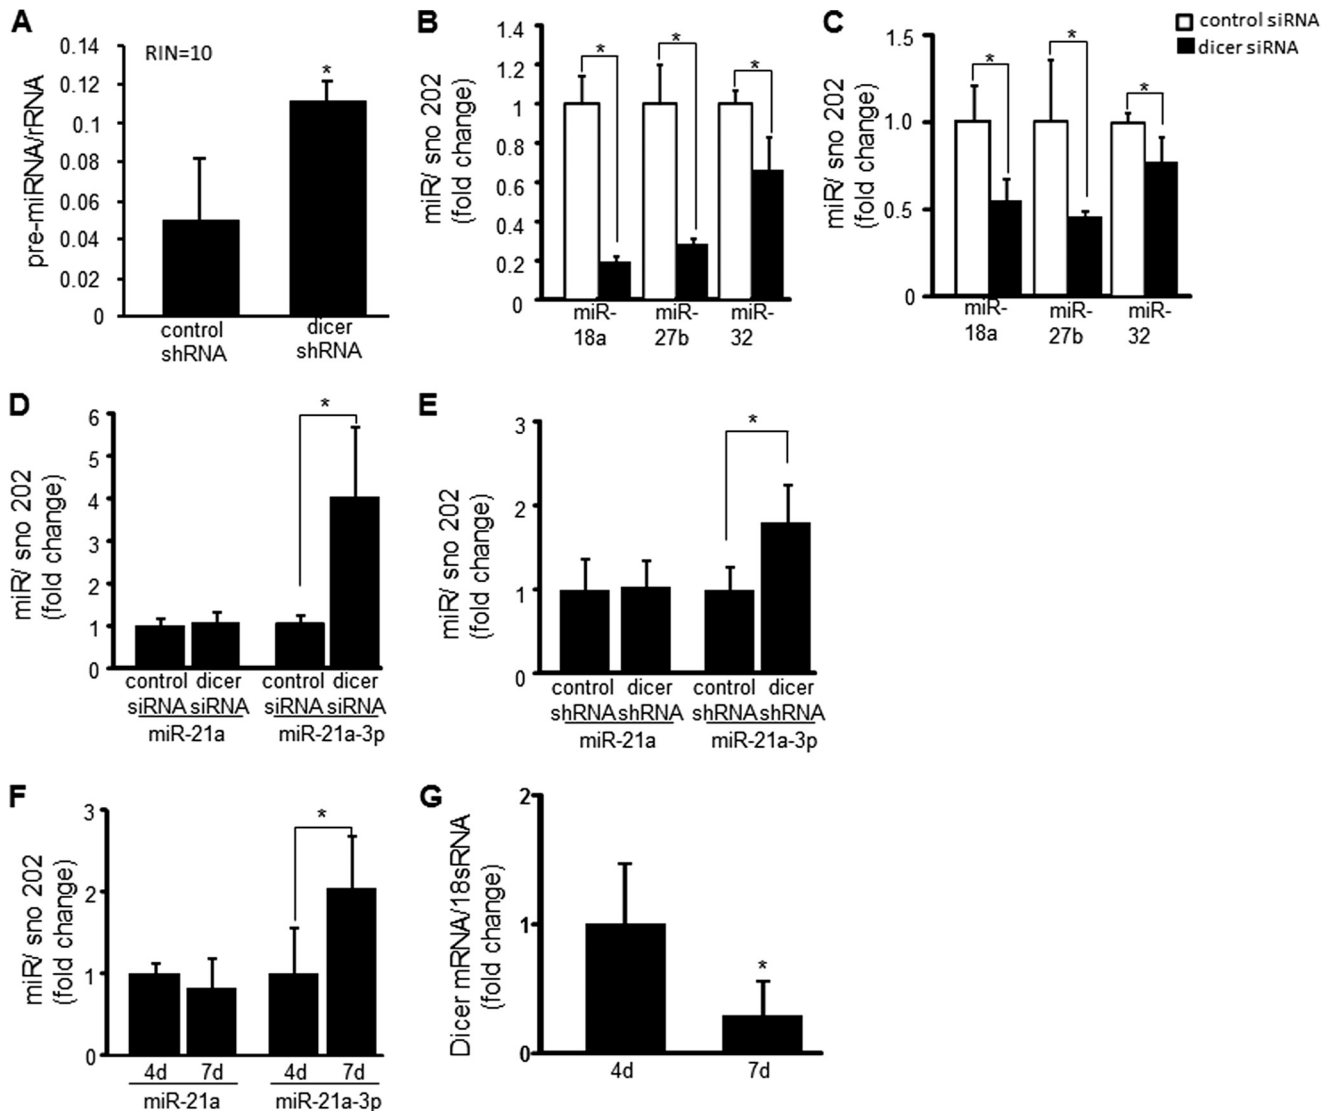 A
RIN=10
*
pre-miRNA/rRNA
0.14
0.12
0.1
0.08
0.06
0.04
0.02
0
control
shRNA
dicer
shRNA
B
miR/ sno 202
(fold change)
1.4
1.2
1
0.8
0.6
0.4
0.2
0
*
*
*
miR-
18a
miR-
27b
miR-
32
C
control siRNA
dicer siRNA
miR/ sno 202
(fold change)
1.5
1.0
0.5
0
*
*
*
miR-
18a
miR-
27b
miR-
32
D
miR/ sno 202
(fold change)
6
5
4
3
2
1
0
*
control
siRNA
dicer
siRNA
control
siRNA
dicer
siRNA
miR-21a
miR-21a-3p
E
miR/ sno 202
(fold change)
3
2
1
0
*
control
shRNA
dicer
shRNA
control
shRNA
dicer
shRNA
miR-21a
miR-21a-3p
F
miR/ sno 202
(fold change)
3
2
1
0
*
4d
7d
4d
7d
miR-21a
miR-21a-3p
G
Dicer mRNA/18sRNA
(fold change)
2
1
0
*
4d
7d